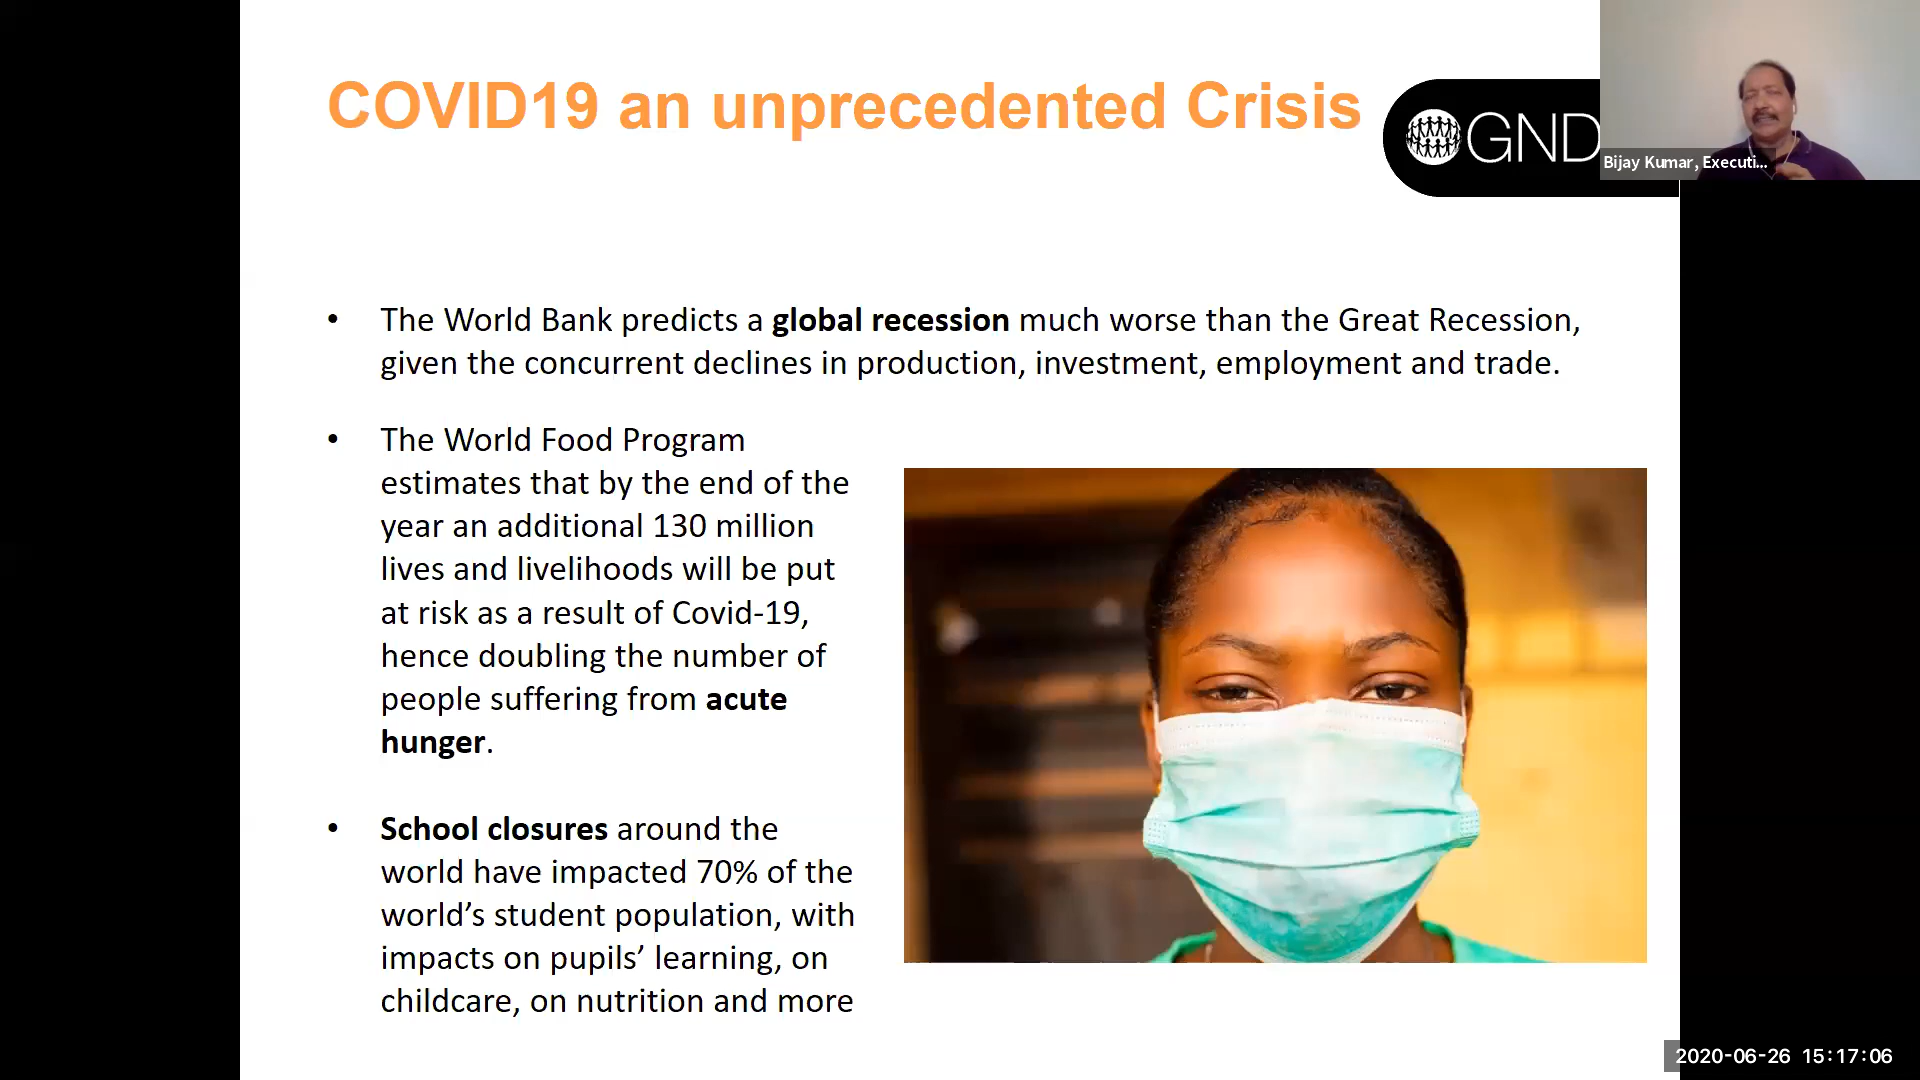 COVID19 an unprecedented Crisis
GND
Bijay Kumar, Executi...
• The World Bank predicts a global recession much worse than the Great Recession,
given the concurrent declines in production, investment, employment and trade.
• The World Food Program
estimates that by the end of the
year an additional 130 million
lives and livelihoods will be put
at risk as a result of Covid-19,
hence doubling the number of
people suffering from acute
hunger.
• School closures around the
world have impacted 70% of the
world’s student population, with
impacts on pupils’ learning, on
childcare, on nutrition and more
2020-06-26 15:17:06